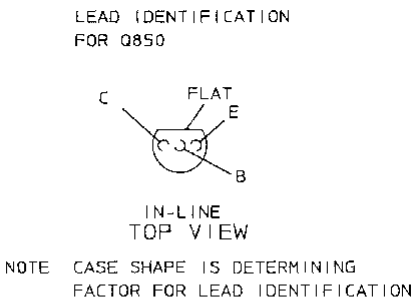 LEAD IDENTIFICATION
FOR Q850
C
FLAT
E
B
IN-LINE
TOP VIEW
NOTE CASE SHAPE IS DETERMINING
FACTOR FOR LEAD IDENTIFICATION